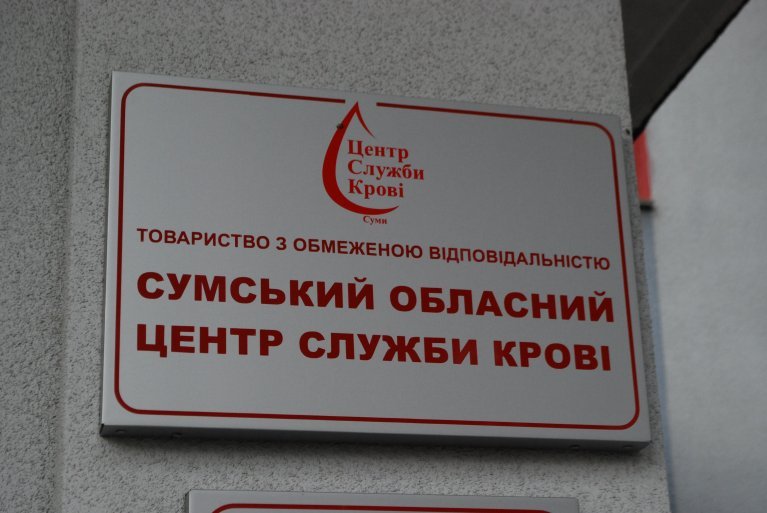 Центр
Служби
Крові
Суми
ТОВАРИСТВО З ОБМЕЖЕНОЮ ВІДПОВІДАЛЬНІСТЮ
СУМСЬКИЙ ОБЛАСНИЙ
ЦЕНТР СЛУЖБИ КРОВІ